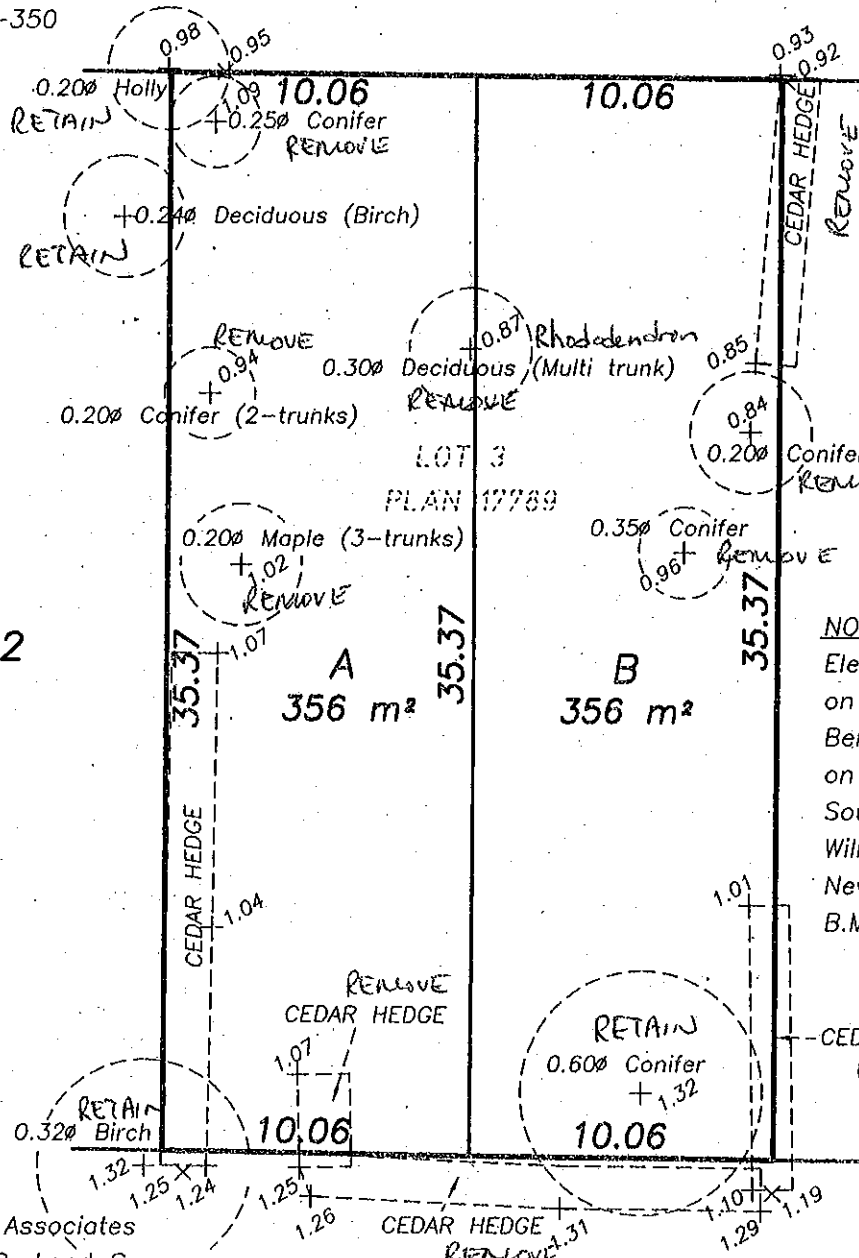 -350
0.98
0.95
0.93
0.92
0.20ø Holly
1.09
10.06
10.06
RETAIN
0.25ø Conifer
REMOVE
CEDAR HEDGE
REMOVE
0.24ø Deciduous (Birch)
RETAIN
REMOVE
0.94
0.87
Rhododendron
0.85
0.30ø Deciduous (Multi trunk)
REMOVE
0.20ø Conifer (2-trunks)
0.84
0.20ø Conifer
LOT 3
PLAN 17789
0.20ø Maple (3-trunks)
0.35ø Conifer
REMOVE
1.02
0.96
REMOVE
35.37
35.37
35.37
1.07
2
A
356 m²
B
356 m²
on
on
CEDAR HEDGE
1.04
1.01
REMOVE
CEDAR HEDGE
1.07
RETAIN
0.60ø Conifer
1.32
RETAIN
0.32ø Birch
10.06
10.06
1.32
1.25
1.24
1.25
1.26
1.31
1.10
1.19
1.29
Associates
CEDAR HEDGE
REMOVE